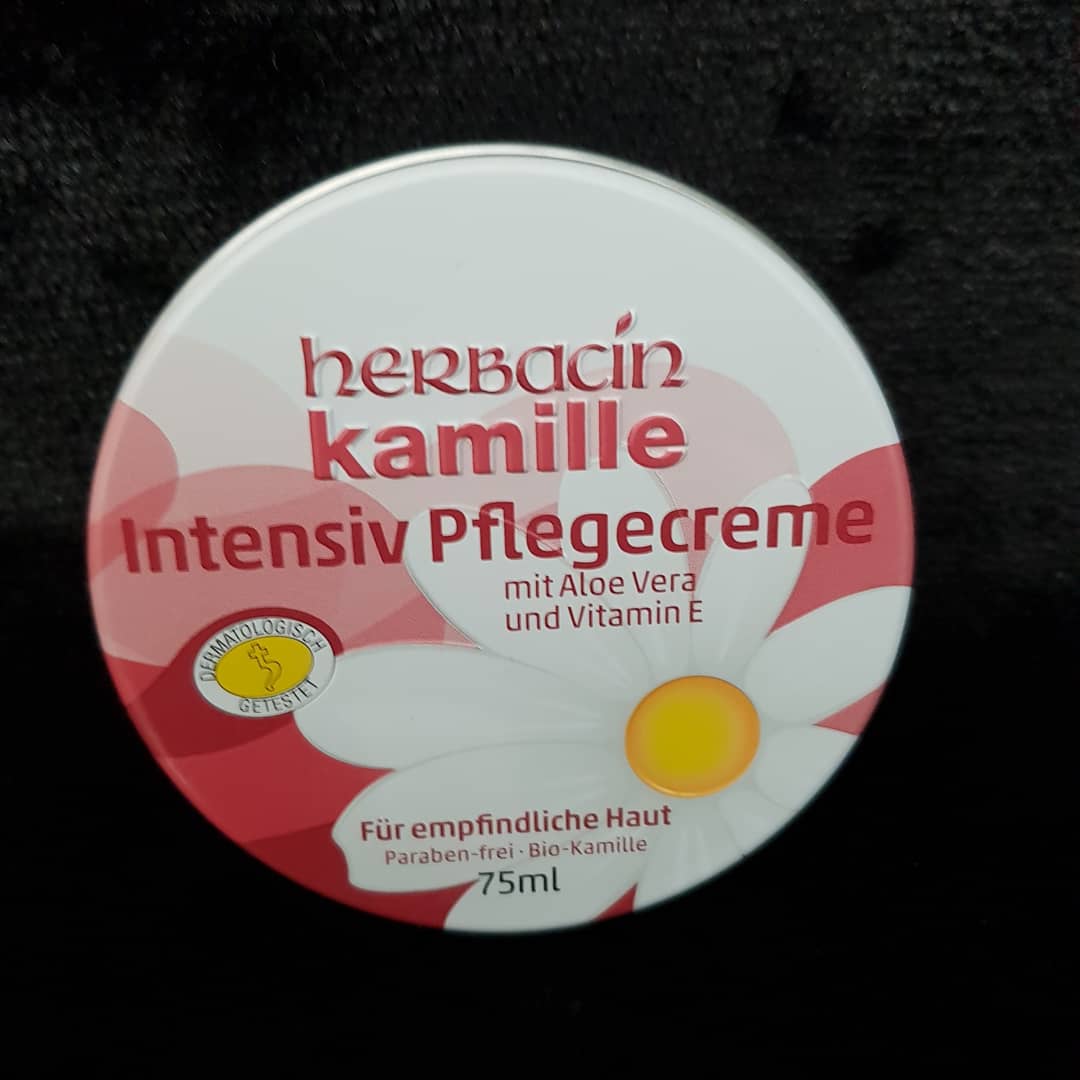 herbacin
kamille
Intensiv Pflegecreme
mit Aloe Vera
und Vitamin E
DERMATOLOGISCH
GETESTET
Für empfindliche Haut
Paraben-frei · Bio-Kamille
75ml